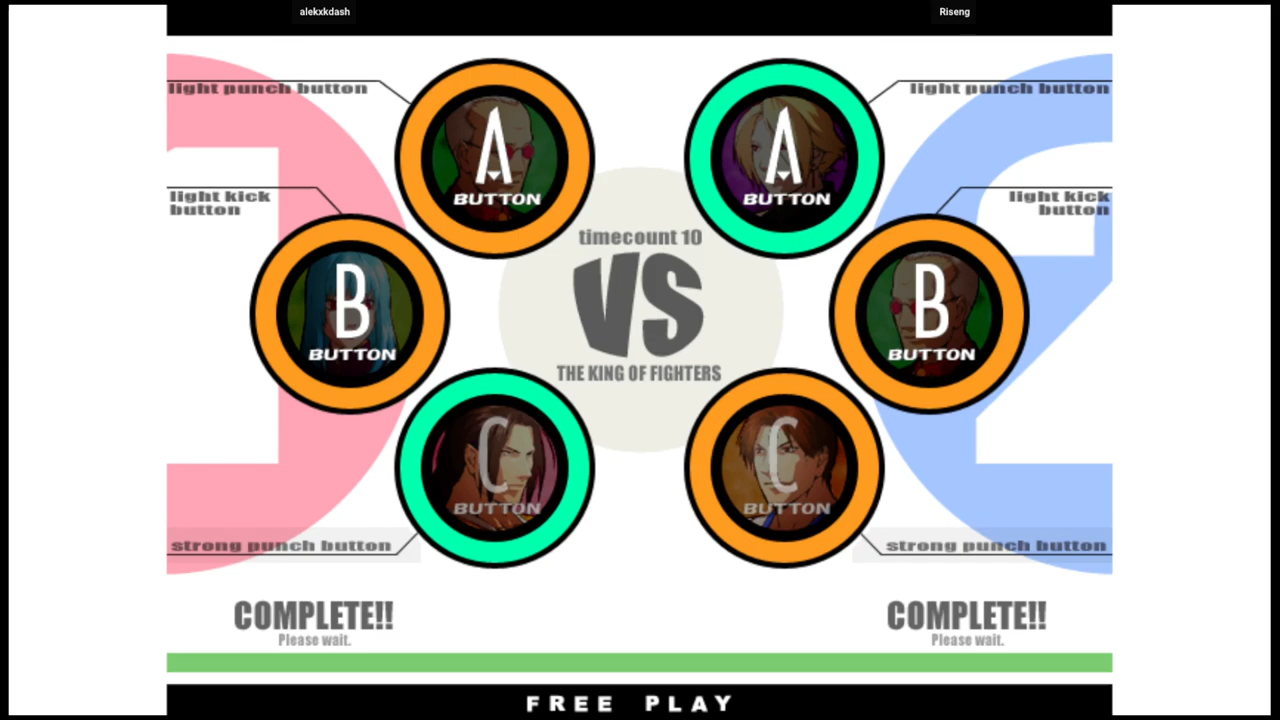 alekxkdash
Riseng
light punch button
light punch button
A
BUTTON
A
BUTTON
light kick
button
light kick
button
timecount 10
VS
THE KING OF FIGHTERS
B
BUTTON
B
BUTTON
C
BUTTON
C
BUTTON
strong punch button
strong punch button
COMPLETE!!
Please wait.
COMPLETE!!
Please wait.
FREE PLAY